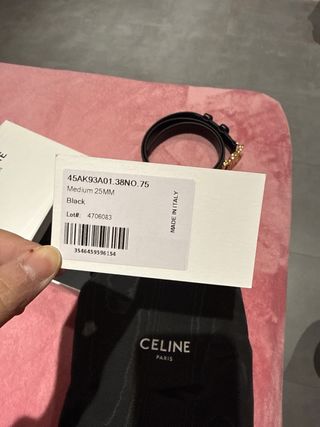 45AK93A01.38NO.75
Medium 25MM
Black
Lot#: 4706083
3546459596154
MADE IN ITALY
CELINE
PARIS